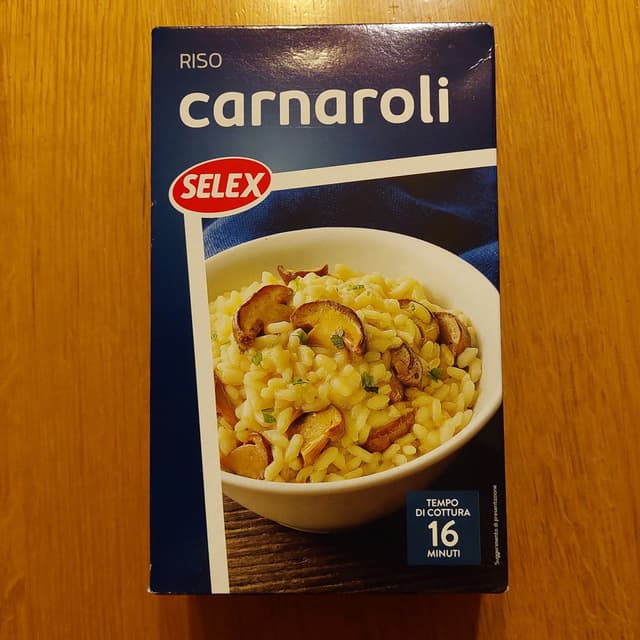 RISO
carnaroli
SELEX
TEMPO
DI COTTURA
16
MINUTI
Suggerimento di presentazione